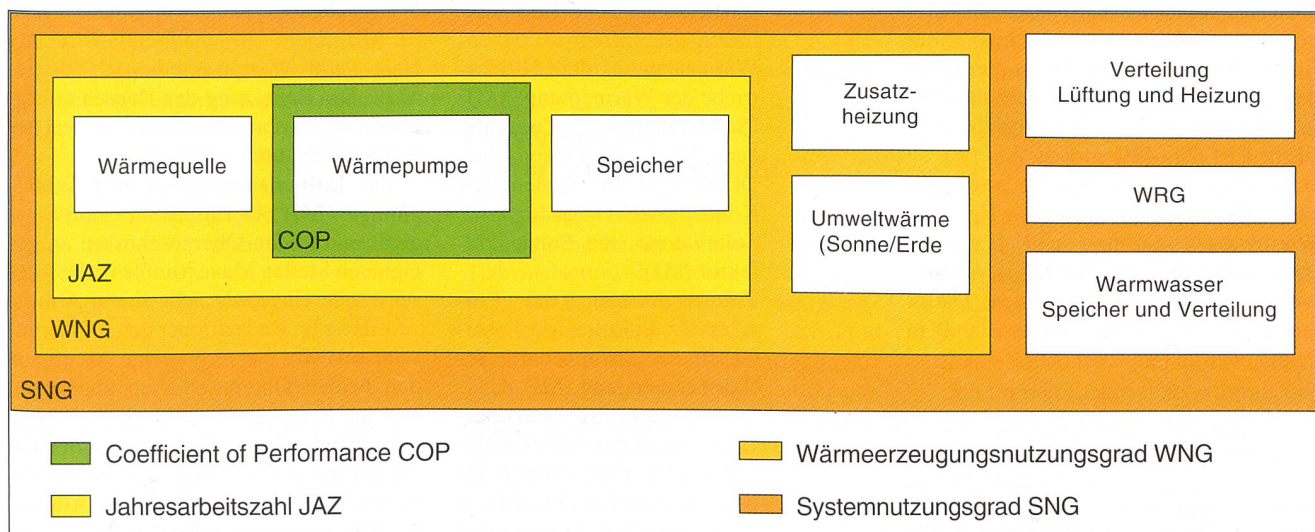 Wärmequelle
Wärmepumpe
Speicher
COP
JAZ
WNG
SNG
Zusatz-
heizung
Umweltwärme
(Sonne/Erde
Verteilung
Lüftung und Heizung
WRG
Warmwasser
Speicher und Verteilung
Coefficient of Performance COP
Jahresarbeitszahl JAZ
Wärmeerzeugungsnutzungsgrad WNG
Systemnutzungsgrad SNG